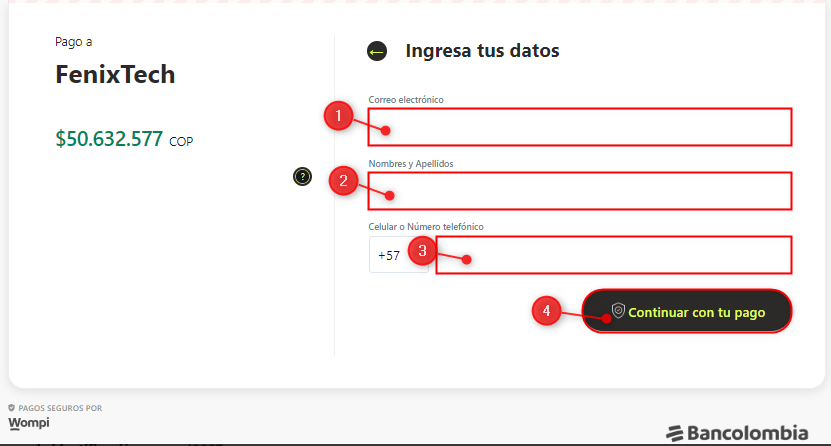 Pago a
FenixTech
$50.632.577 COP
?
← Ingresa tus datos
Correo electrónico
1
Nombres y Apellidos
2
Celular o Número telefónico
+57
3
4
Continuar con tu pago
PAGOS SEGUROS POR
Wompi
Bancolombia